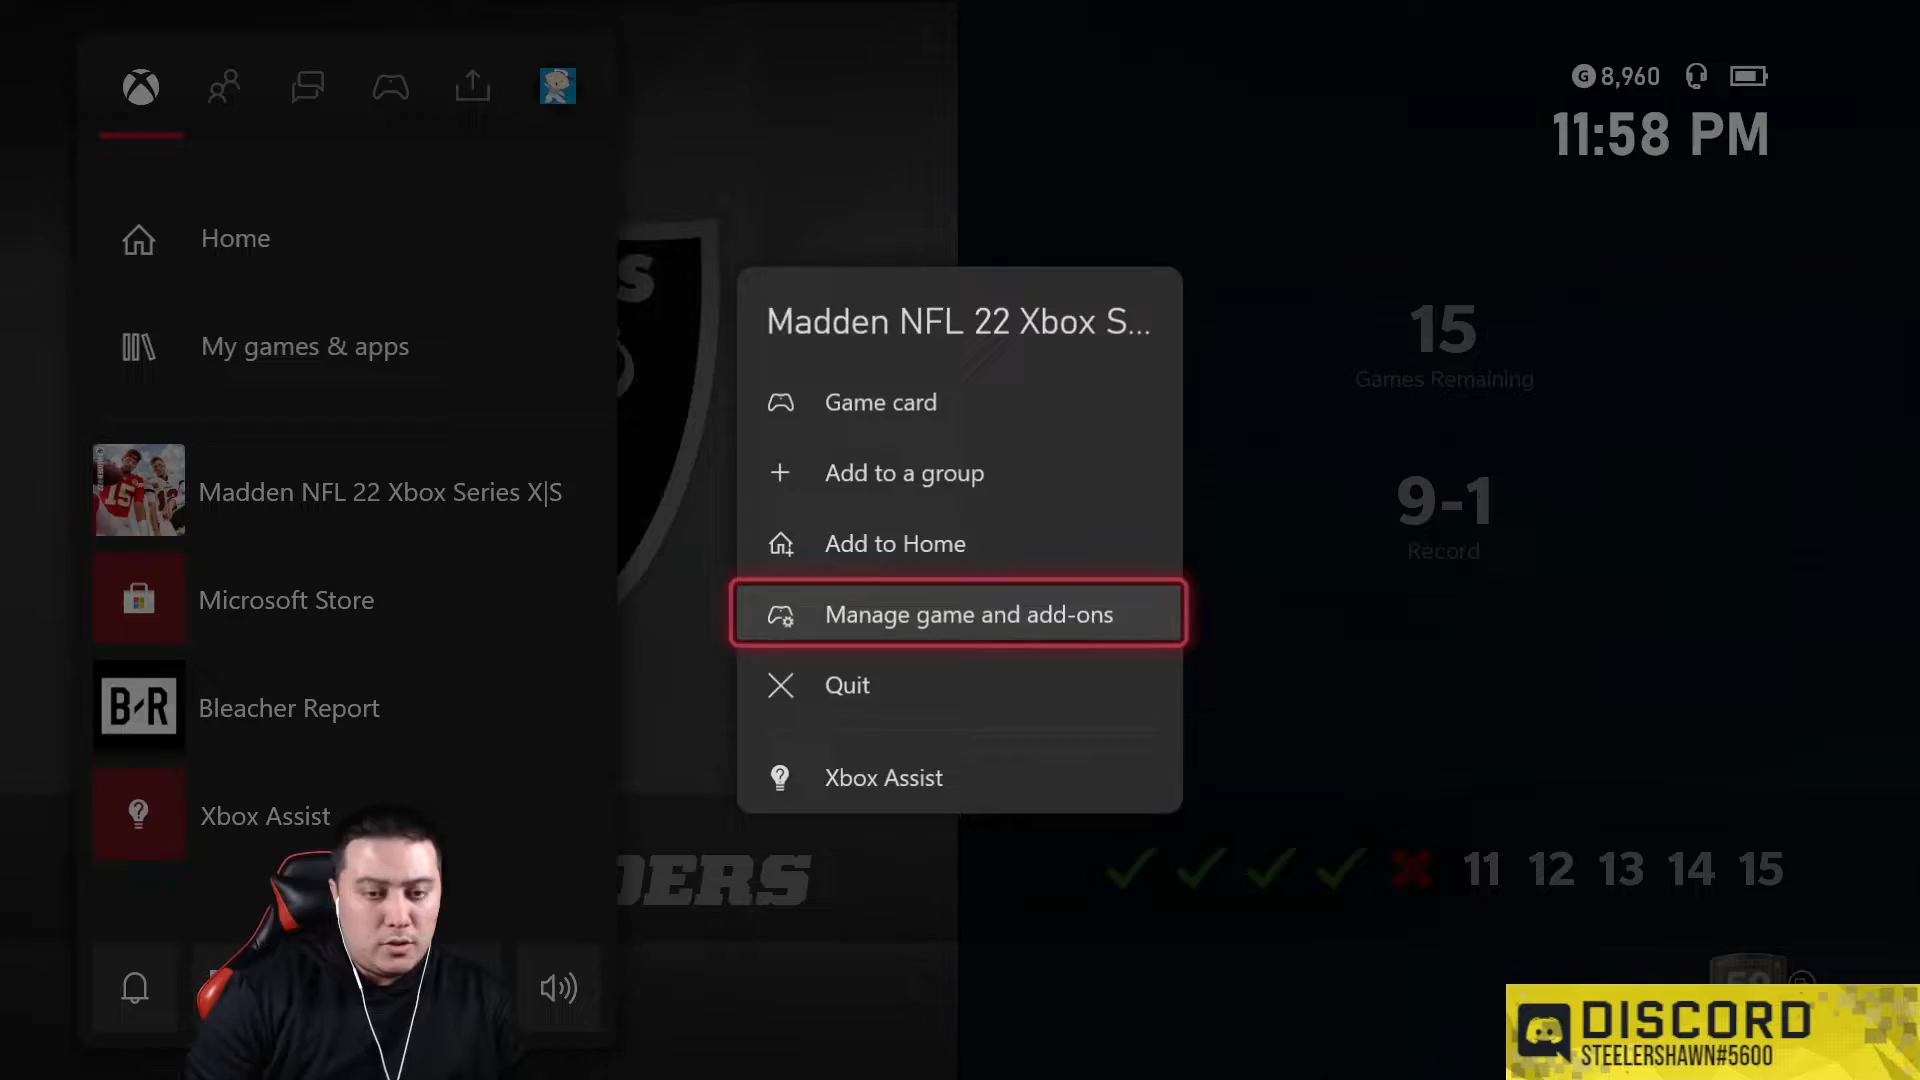 G 8,960
11:58 PM
Home
My games & apps
Madden NFL 22 Xbox Series X|S
Microsoft Store
B/R
Bleacher Report
Xbox Assist
Madden NFL 22 Xbox S...
Game card
Add to a group
Add to Home
Manage game and add-ons
Quit
Xbox Assist
15
Games Remaining
9-1
Record
11 12 13 14 15
DISCORD
STEELERSHAWN#5600